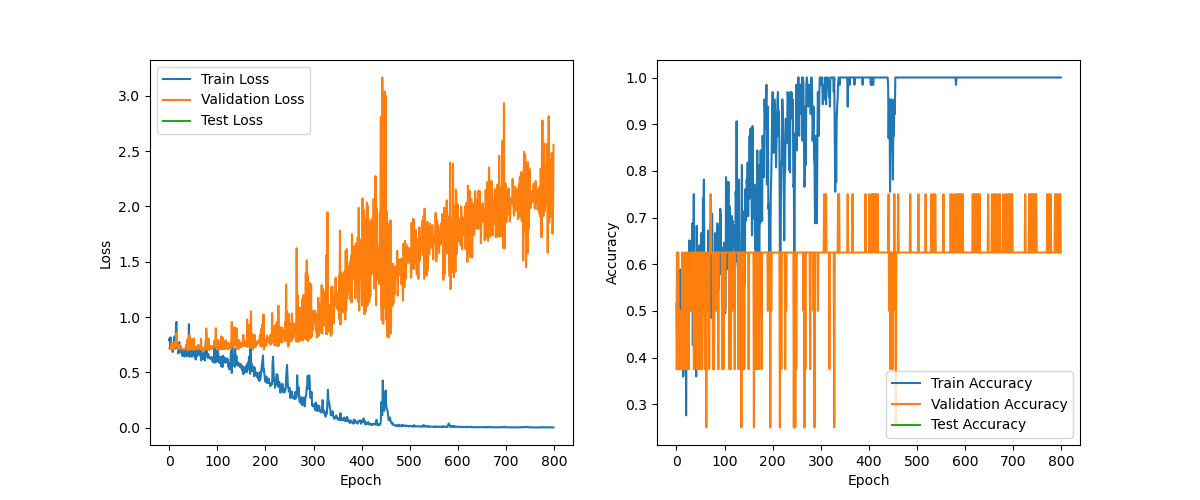 Train Loss
Validation Loss
Test Loss
3.0
2.5
2.0
1.5
1.0
0.5
0.0
Loss
0 100 200 300 400 500 600 700 800
Epoch
1.0
0.9
0.8
0.7
0.6
0.5
0.4
0.3
Accuracy
Train Accuracy
Validation Accuracy
Test Accuracy
0 100 200 300 400 500 600 700 800
Epoch